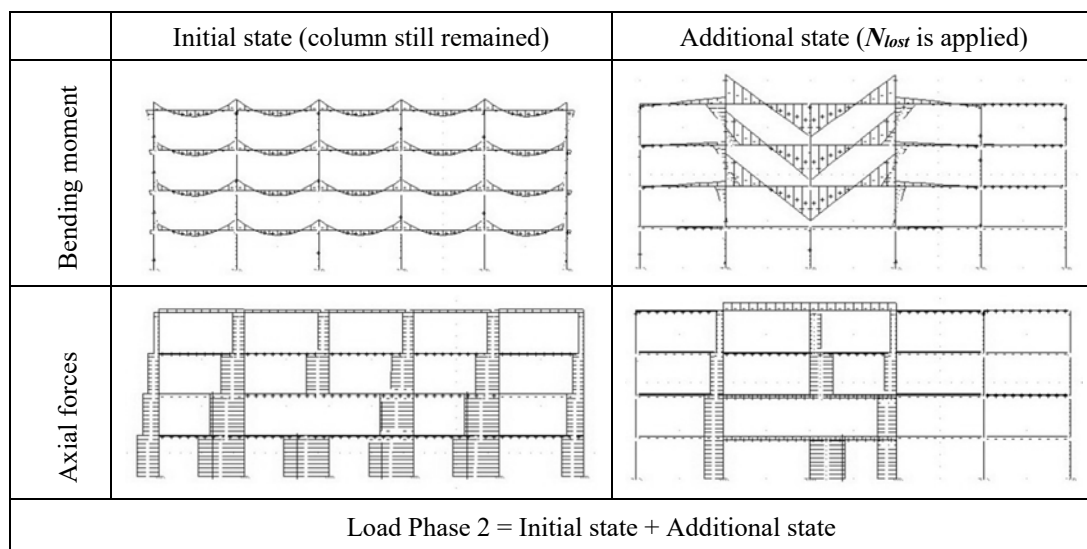 Initial state (column still remained)
Additional state (N_lost is applied)
Bending moment
Axial forces
Load Phase 2 = Initial state + Additional state